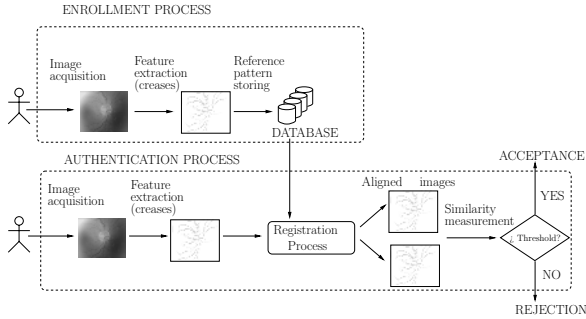 ENROLLMENT PROCESS
Image
acquisition
Feature
extraction
(creases)
Reference
pattern
storing
DATABASE
AUTHENTICATION PROCESS
Image
acquisition
Feature
extraction
(creases)
Registration
Process
Aligned images
Similarity
measurement
¿ Threshold?
ACCEPTANCE
YES
NO
REJECTION